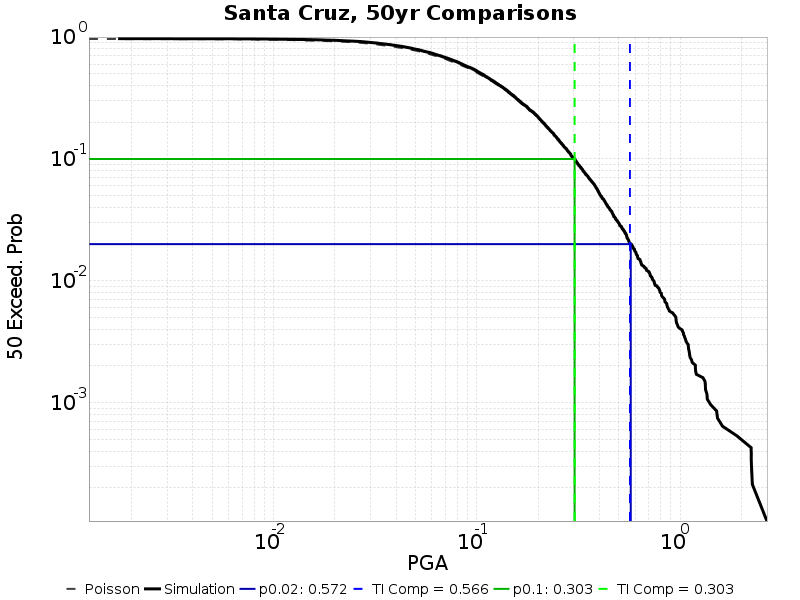 Santa Cruz, 50yr Comparisons
50 Exceed. Prob
10^0
10^-1
10^-2
10^-3
10^-2
10^-1
10^0
PGA
Poisson Simulation p0.02: 0.572 TI Comp = 0.566 p0.1: 0.303 TI Comp = 0.303